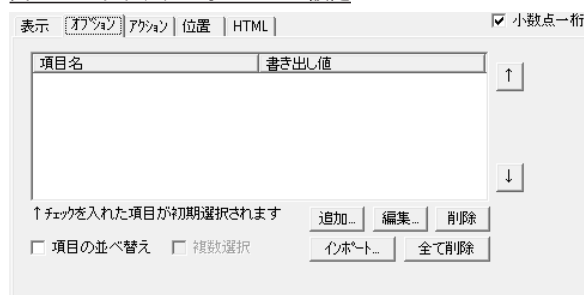 表示 ｵﾌﾟｼｮﾝ ｱｸｼｮﾝ 位置 HTML 小数点一桁
項目名 書き出し値
↑
↓
↑ﾁｪｯｸを入れた項目が初期選択されます 追加... 編集... 削除
項目の並べ替え 複数選択 ｲﾝﾎﾟｰﾄ... 全て削除